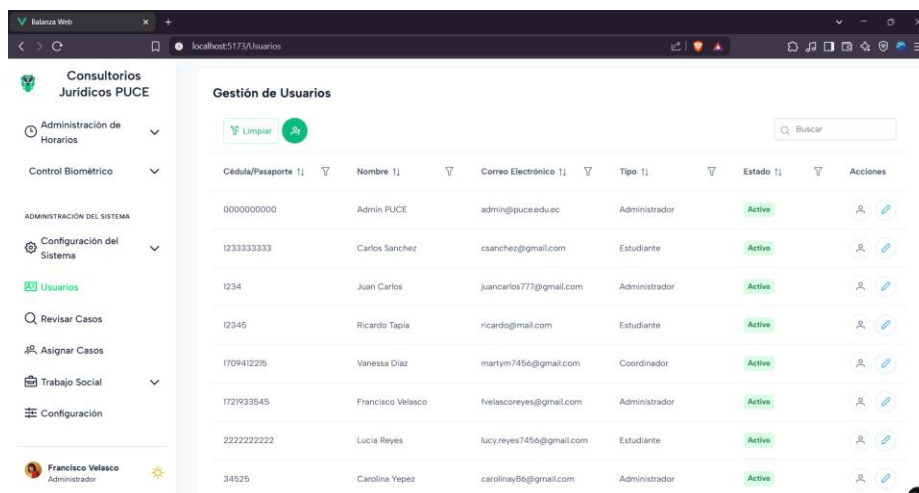 Balanza Web
localhost:5173/Usuarios
Consultorios
Jurídicos PUCE
Administración de
Horarios
Control Biométrico
ADMINISTRACIÓN DEL SISTEMA
Configuración del
Sistema
Usuarios
Revisar Casos
Asignar Casos
Trabajo Social
Configuración
Francisco Velasco
Administrador
Gestión de Usuarios
Limpiar
Buscar
Cédula/Pasaporte Nombre Correo Electrónico Tipo Estado Acciones
0000000000 Admin PUCE admin@puce.edu.ec Administrador Activo
1233333333 Carlos Sanchez csanchez@gmail.com Estudiante Activo
1234 Juan Carlos juancarlos777@gmail.com Administrador Activo
12345 Ricardo Tapia ricardo@mail.com Estudiante Activo
1709412215 Vanessa Diaz martym7456@gmail.com Coordinador Activo
1721933545 Francisco Velasco fvelascoreyes@gmail.com Administrador Activo
2222222222 Lucia Reyes lucy.reyes7456@gmail.com Estudiante Activo
34525 Carolina Yepez carolinay86@gmail.com Administrador Activo